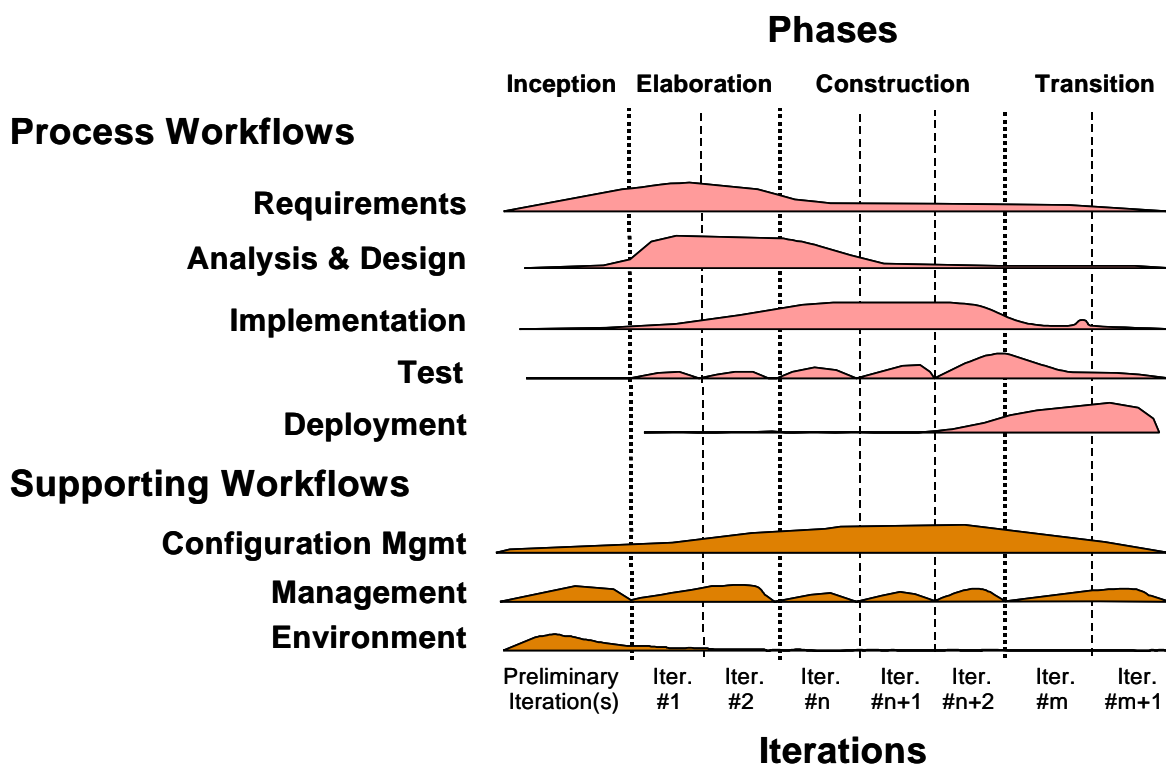 Phases
Inception Elaboration Construction Transition
Process Workflows
Requirements
Analysis & Design
Implementation
Test
Deployment
Supporting Workflows
Configuration Mgmt
Management
Environment
Preliminary Iter. Iter. Iter. Iter. Iter. Iter. Iter.
Iteration(s) #1 #2 #n #n+1 #n+2 #m #m+1
Iterations